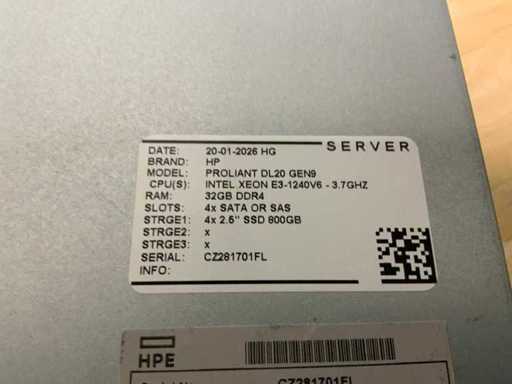 SERVER
DATE: 20-01-2026 HG
BRAND: HP
MODEL: PROLIANT DL20 GEN9
CPU(S): INTEL XEON E3-1240V6 - 3.7GHZ
RAM: 32GB DDR4
SLOTS: 4x SATA OR SAS
STRGE1: 4x 2.5" SSD 800GB
STRGE2: x
STRGE3: x
SERIAL: CZ281701FL
INFO:
HPE
CZ281701FL